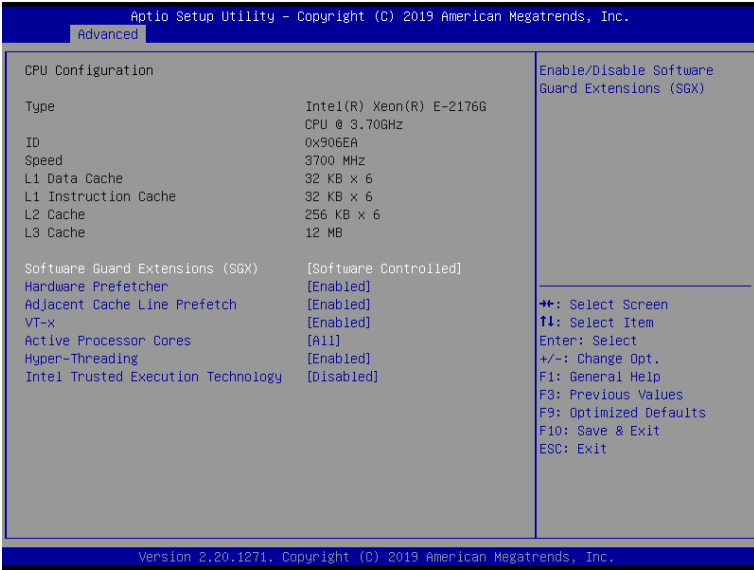 Aptio Setup Utility – Copyright (C) 2019 American Megatrends, Inc.
Advanced
CPU Configuration
Type Intel(R) Xeon(R) E-2176G
CPU @ 3.70GHz
ID 0x906EA
Speed 3700 MHz
L1 Data Cache 32 KB x 6
L1 Instruction Cache 32 KB x 6
L2 Cache 256 KB x 6
L3 Cache 12 MB
Software Guard Extensions (SGX) [Software Controlled]
Hardware Prefetcher [Enabled]
Adjacent Cache Line Prefetch [Enabled]
VT-x [Enabled]
Active Processor Cores [All]
Hyper-Threading [Enabled]
Intel Trusted Execution Technology [Disabled]
Enable/Disable Software
Guard Extensions (SGX)
→←: Select Screen
↑↓: Select Item
Enter: Select
+/-: Change Opt.
F1: General Help
F3: Previous Values
F9: Optimized Defaults
F10: Save & Exit
ESC: Exit
Version 2.20.1271. Copyright (C) 2019 American Megatrends, Inc.